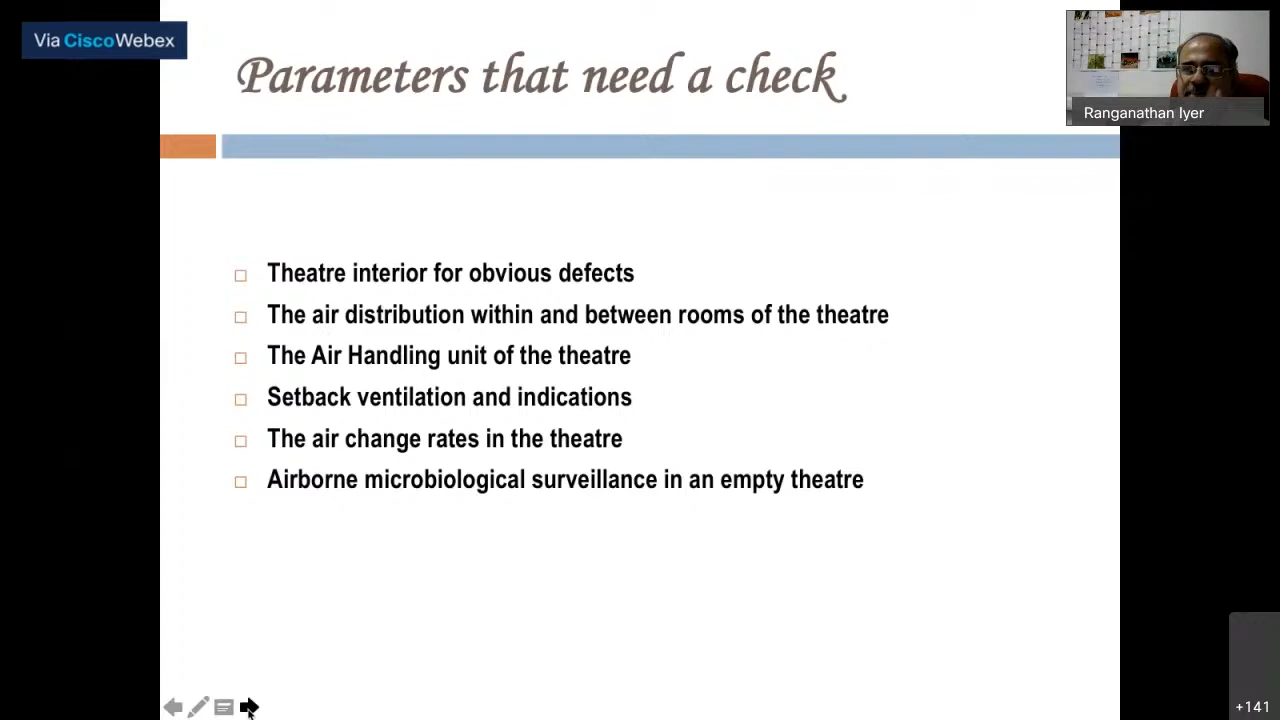 Via CiscoWebex
Parameters that need a check
Ranganathan Iyer
Theatre interior for obvious defects
The air distribution within and between rooms of the theatre
The Air Handling unit of the theatre
Setback ventilation and indications
The air change rates in the theatre
Airborne microbiological surveillance in an empty theatre
+141